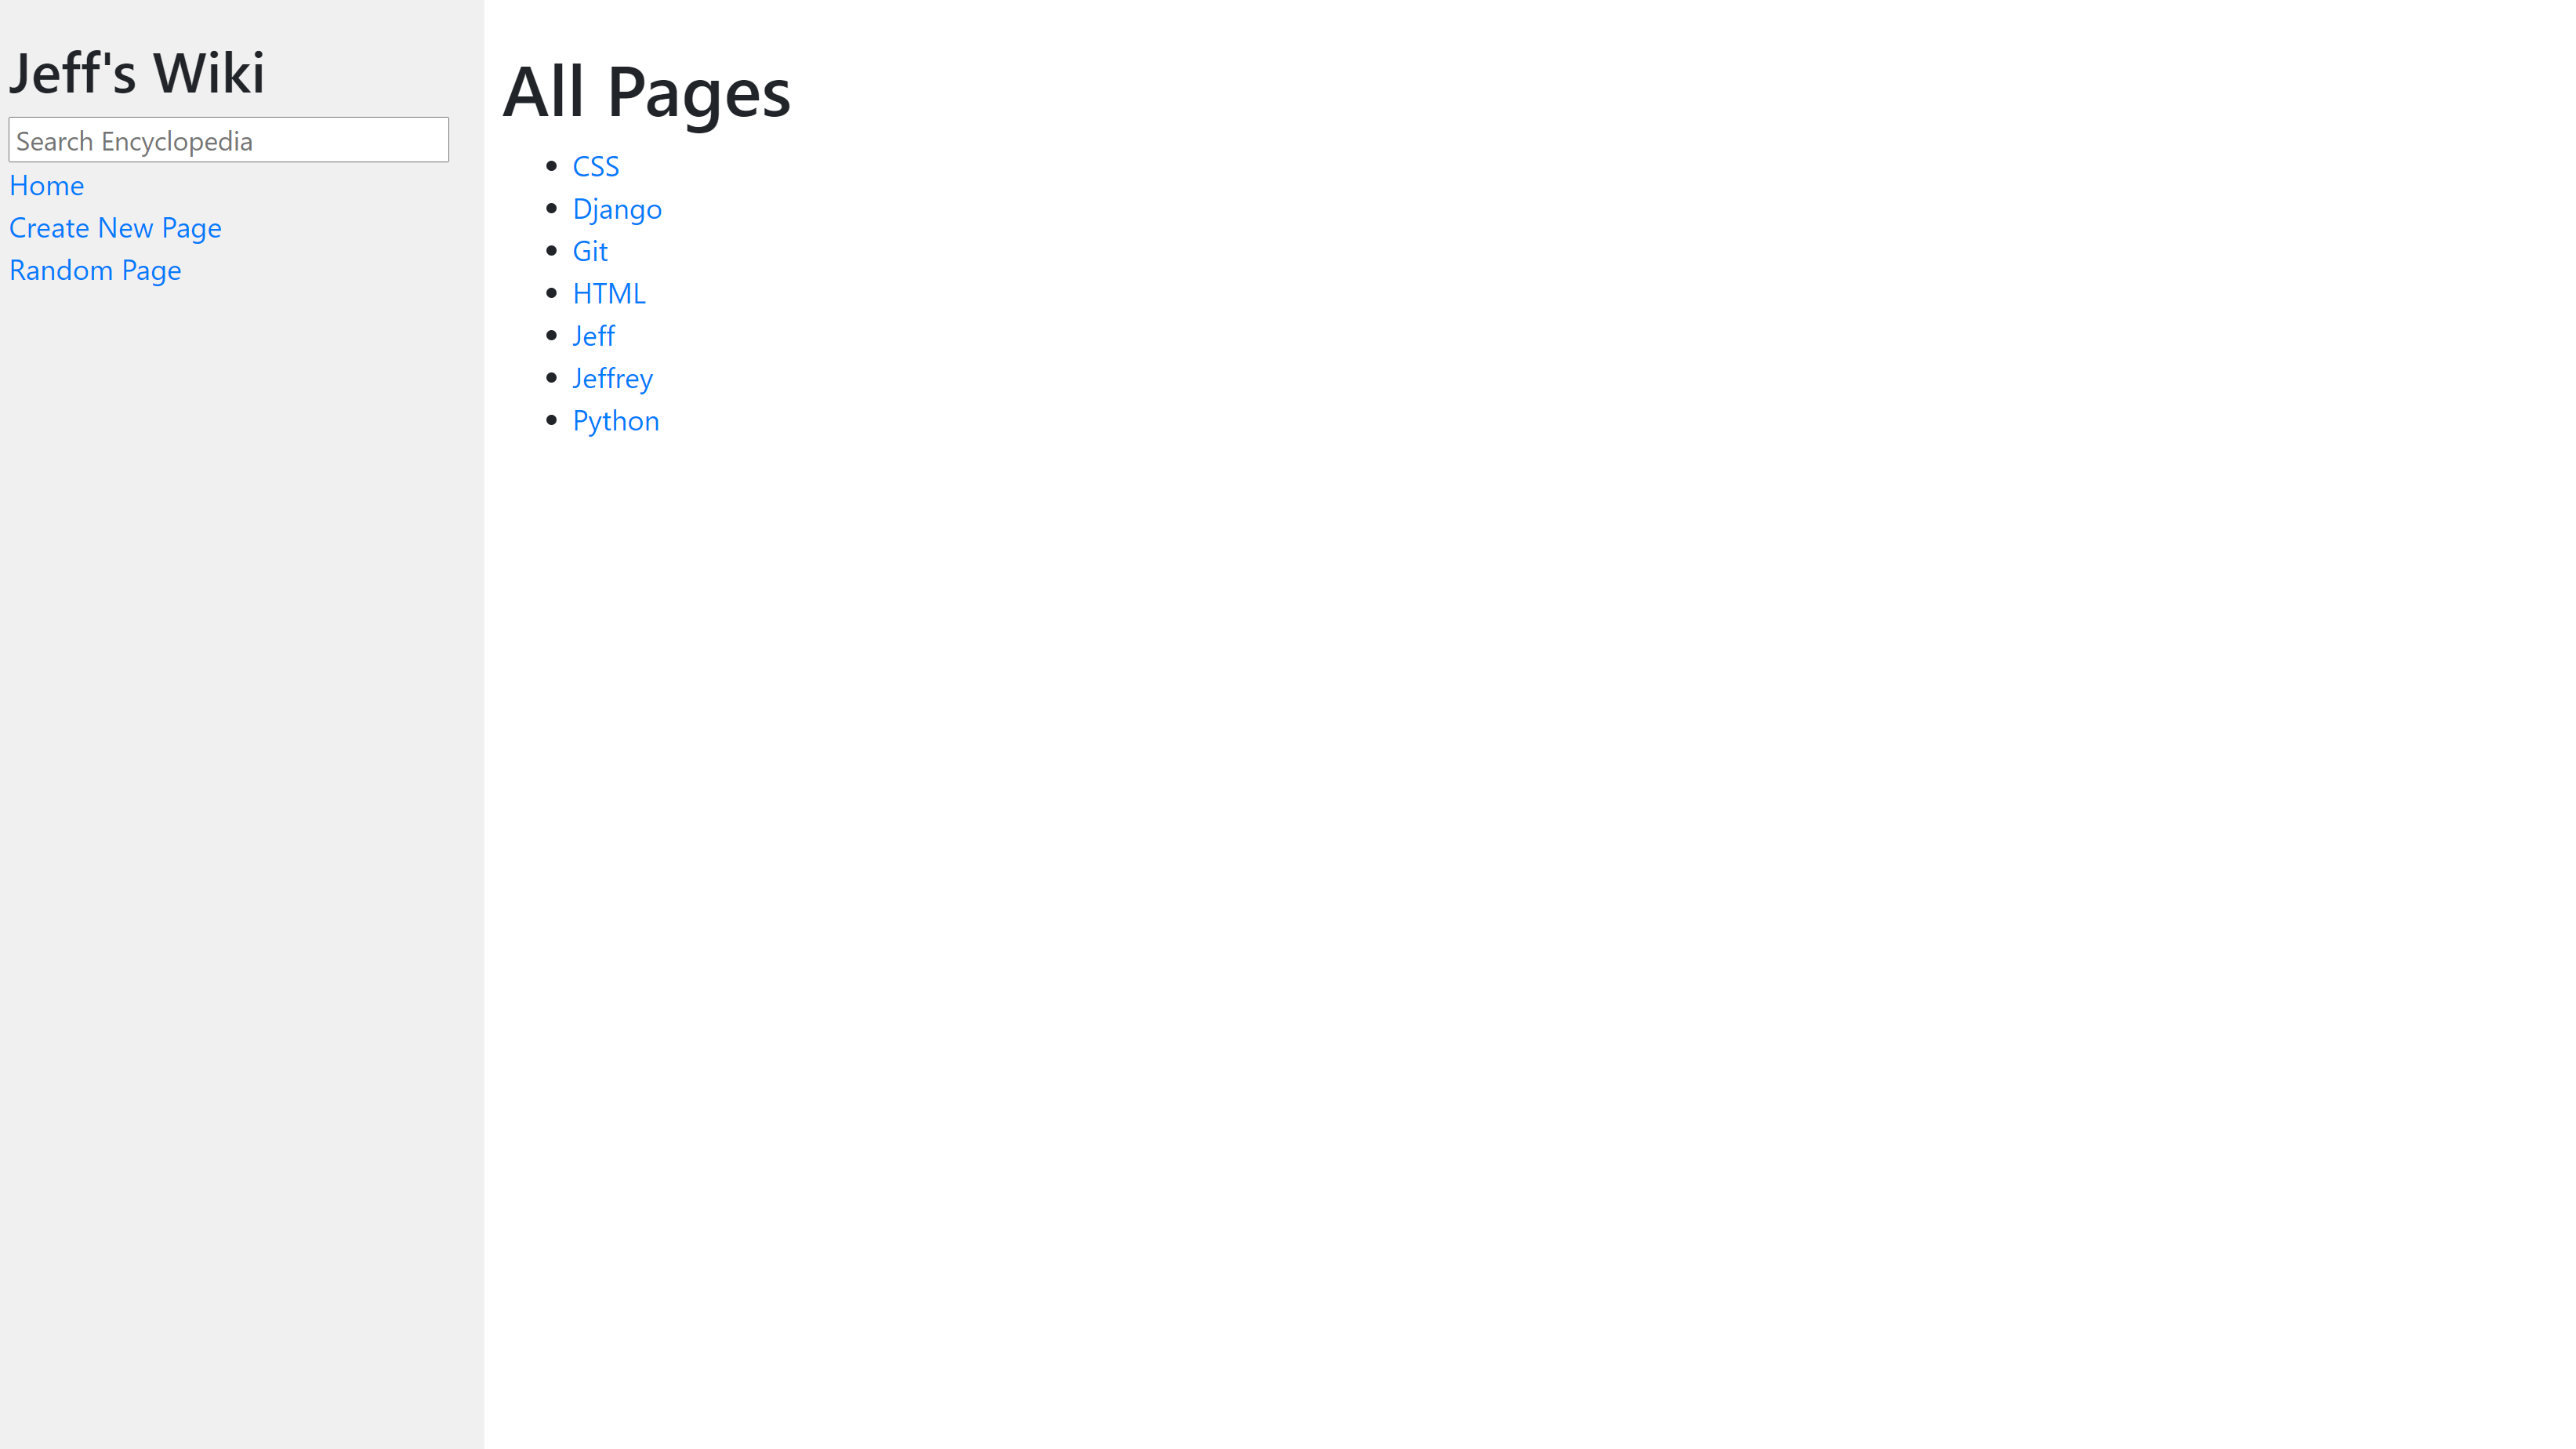 Jeff's Wiki
Search Encyclopedia
Home
Create New Page
Random Page
All Pages
CSS
Django
Git
HTML
Jeff
Jeffrey
Python